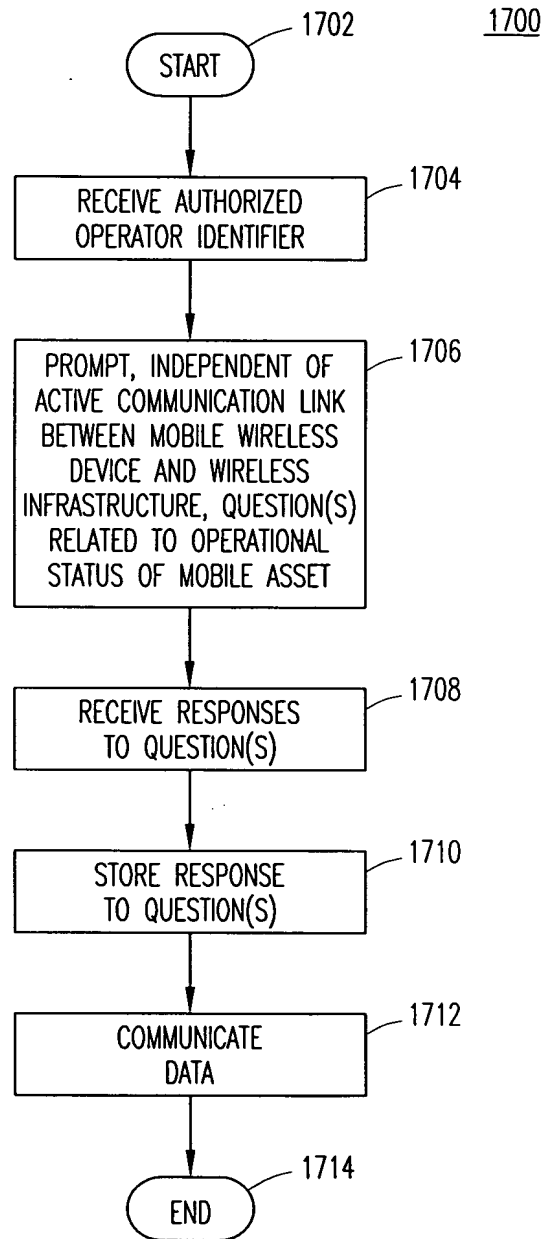 1702
1700
START
1704
RECEIVE AUTHORIZED
OPERATOR IDENTIFIER
1706
PROMPT, INDEPENDENT OF
ACTIVE COMMUNICATION LINK
BETWEEN MOBILE WIRELESS
DEVICE AND WIRELESS
INFRASTRUCTURE, QUESTION(S)
RELATED TO OPERATIONAL
STATUS OF MOBILE ASSET
1708
RECEIVE RESPONSES
TO QUESTION(S)
1710
STORE RESPONSE
TO QUESTION(S)
1712
COMMUNICATE
DATA
1714
END